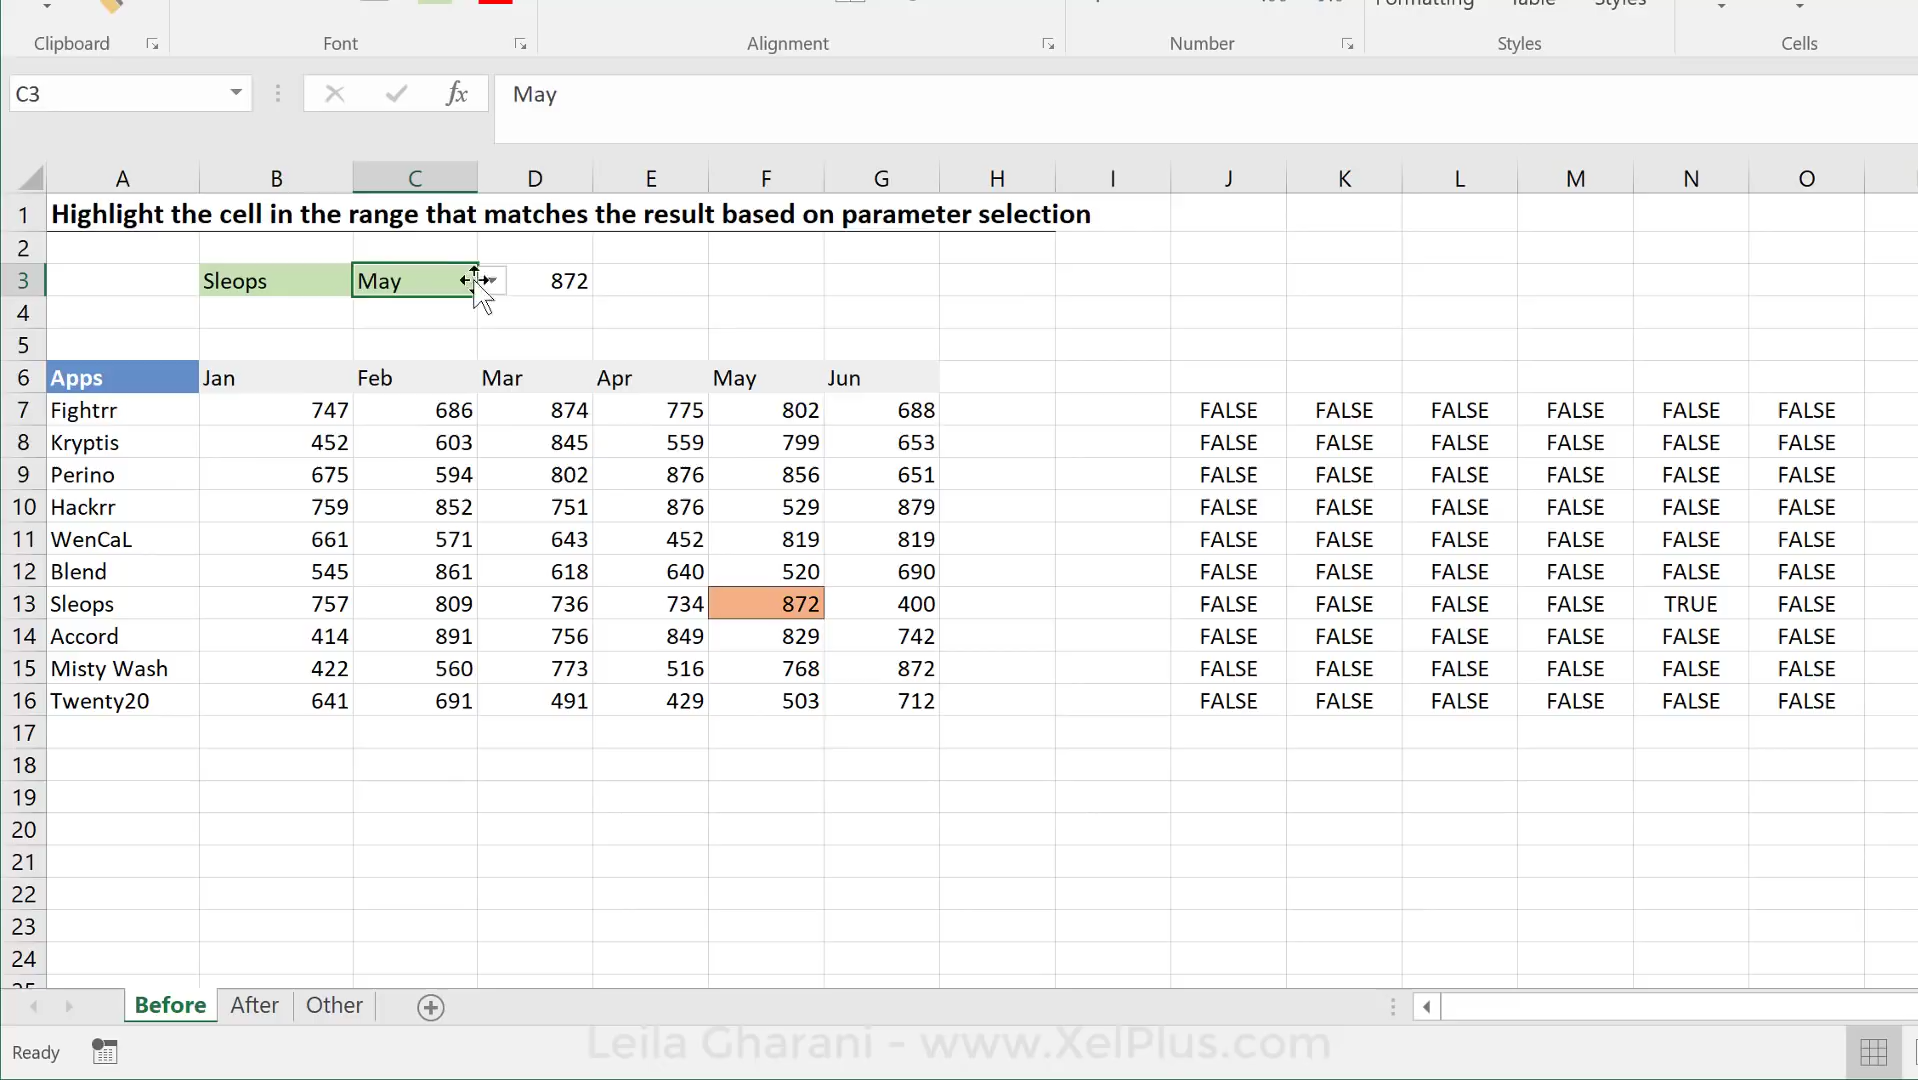 Formatting Table Styles
Clipboard Font Alignment Number Styles Cells
C3 fx May
A B C D E F G H I J K L M N O
1 Highlight the cell in the range that matches the result based on parameter selection
2
3 Sleops May 872
4
5
6 Apps Jan Feb Mar Apr May Jun
7 Fightrr 747 686 874 775 802 688 FALSE FALSE FALSE FALSE FALSE FALSE
8 Kryptis 452 603 845 559 799 653 FALSE FALSE FALSE FALSE FALSE FALSE
9 Perino 675 594 802 876 856 651 FALSE FALSE FALSE FALSE FALSE FALSE
10 Hackrr 759 852 751 876 529 879 FALSE FALSE FALSE FALSE FALSE FALSE
11 WenCaL 661 571 643 452 819 819 FALSE FALSE FALSE FALSE FALSE FALSE
12 Blend 545 861 618 640 520 690 FALSE FALSE FALSE FALSE FALSE FALSE
13 Sleops 757 809 736 734 872 400 FALSE FALSE FALSE FALSE TRUE FALSE
14 Accord 414 891 756 849 829 742 FALSE FALSE FALSE FALSE FALSE FALSE
15 Misty Wash 422 560 773 516 768 872 FALSE FALSE FALSE FALSE FALSE FALSE
16 Twenty20 641 691 491 429 503 712 FALSE FALSE FALSE FALSE FALSE FALSE
17
18
19
20
21
22
23
24
25
Before After Other
Leila Gharani - www.XelPlus.com
Ready